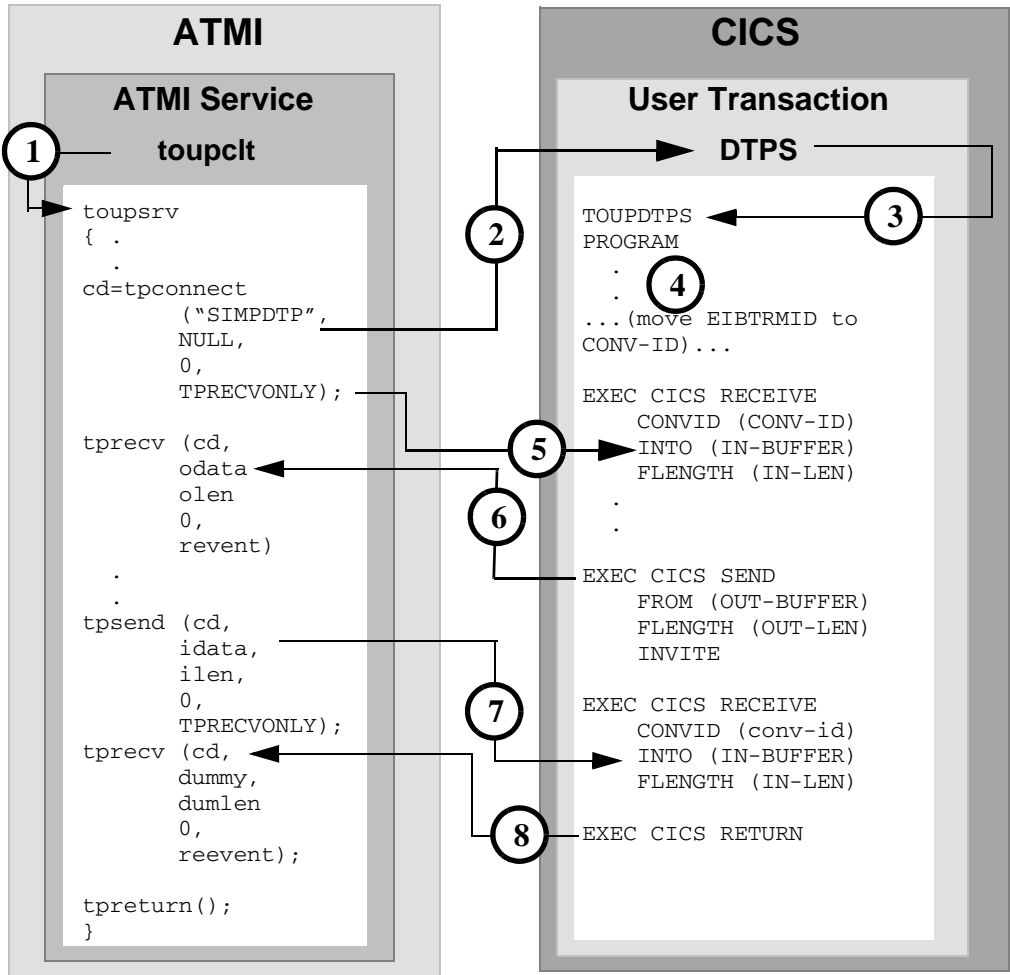 ATMI
ATMI Service
toupclt
1
toupsrv
{ .
.
cd=tpconnect
(“SIMPDTP”,
NULL,
0,
TPRECVONLY);
tprecv (cd,
odata
olen
0,
revent)
.
.
tpsend (cd,
idata,
ilen,
0,
TPRECVONLY);
tprecv (cd,
dummy,
dumlen
0,
reevent);
tpreturn();
}
2
5
6
7
8
CICS
User Transaction
DTPS
3
TOUPDTPS
PROGRAM
.
.
4
...(move EIBTRMID to
CONV-ID)...
EXEC CICS RECEIVE
CONVID (CONV-ID)
INTO (IN-BUFFER)
FLENGTH (IN-LEN)
.
.
EXEC CICS SEND
FROM (OUT-BUFFER)
FLENGTH (OUT-LEN)
INVITE
EXEC CICS RECEIVE
CONVID (conv-id)
INTO (IN-BUFFER)
FLENGTH (IN-LEN)
EXEC CICS RETURN